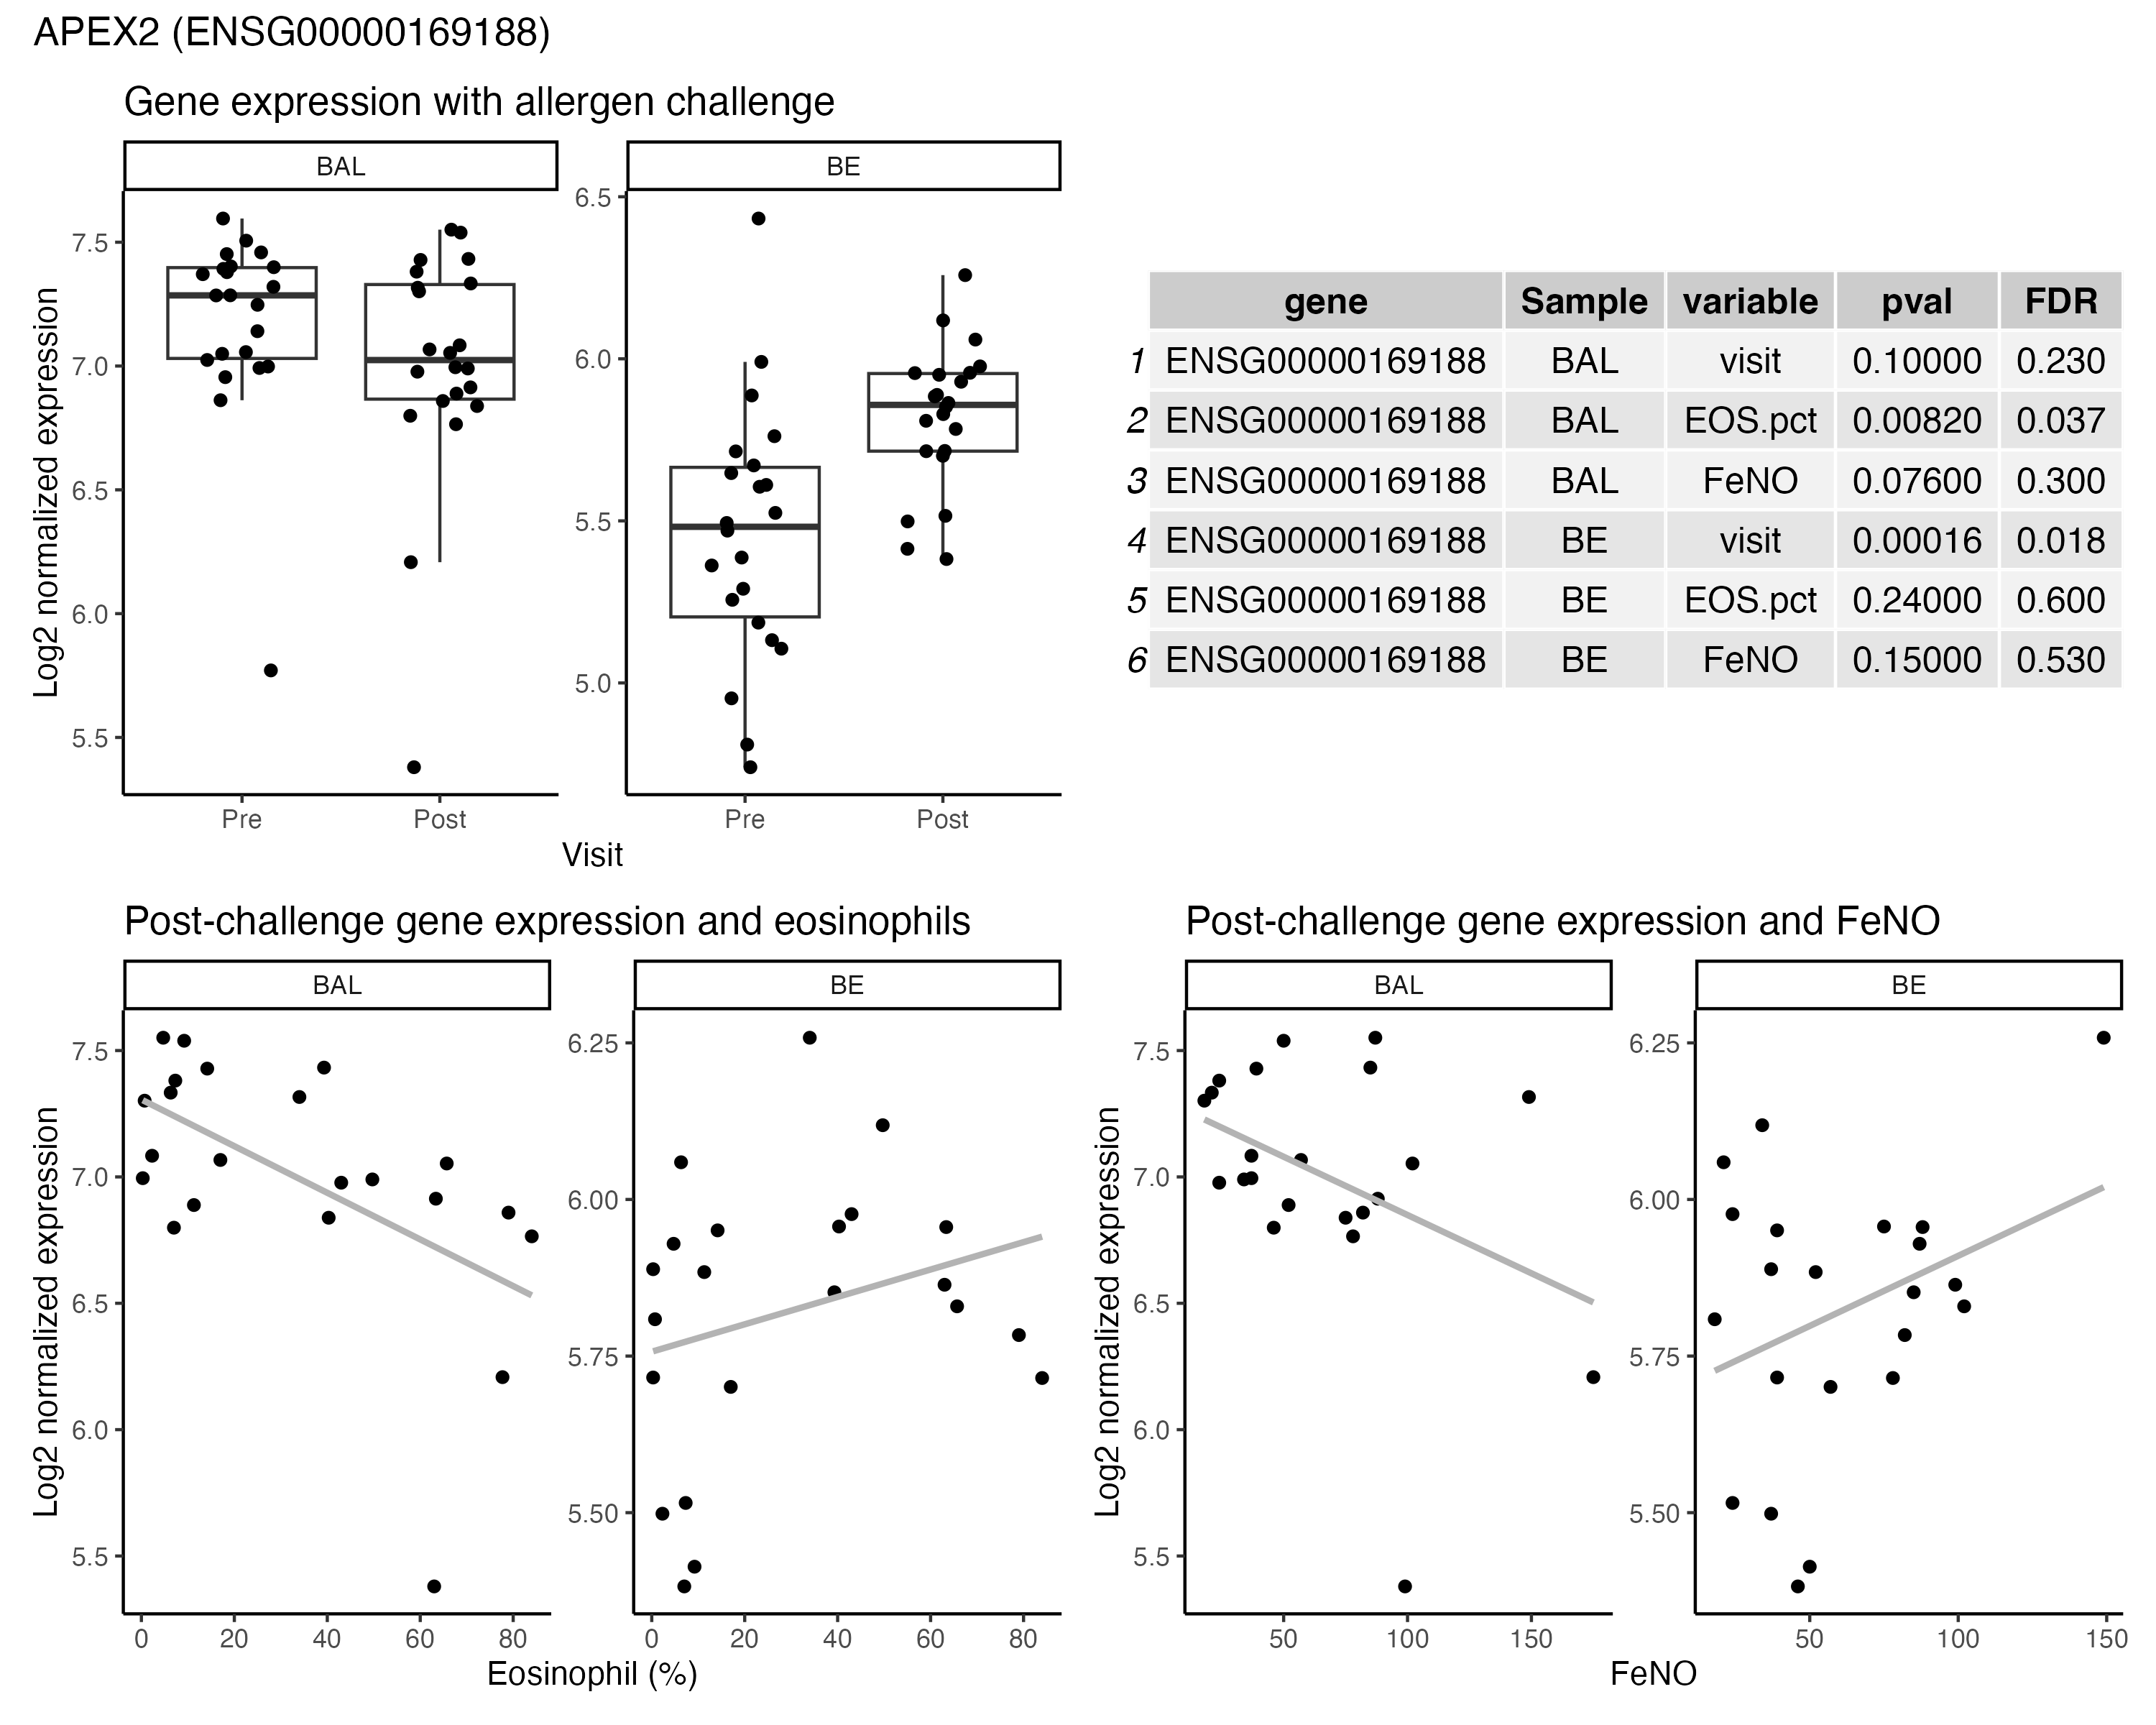 APEX2 (ENSG00000169188)
Gene expression with allergen challenge
BAL
BE
Log2 normalized expression
7.5
7.0
6.5
6.0
5.5
6.5
6.0
5.5
5.0
Pre
Post
Pre
Post
Visit
gene Sample variable pval FDR
1 ENSG00000169188 BAL visit 0.10000 0.230
2 ENSG00000169188 BAL EOS.pct 0.00820 0.037
3 ENSG00000169188 BAL FeNO 0.07600 0.300
4 ENSG00000169188 BE visit 0.00016 0.018
5 ENSG00000169188 BE EOS.pct 0.24000 0.600
6 ENSG00000169188 BE FeNO 0.15000 0.530
Post-challenge gene expression and eosinophils
BAL
BE
Log2 normalized expression
7.5
7.0
6.5
6.0
5.5
6.25
6.00
5.75
5.50
0 20 40 60 80
0 20 40 60 80
Eosinophil (%)
Post-challenge gene expression and FeNO
BAL
BE
Log2 normalized expression
7.5
7.0
6.5
6.0
5.5
6.25
6.00
5.75
5.50
50 100 150
50 100 150
FeNO